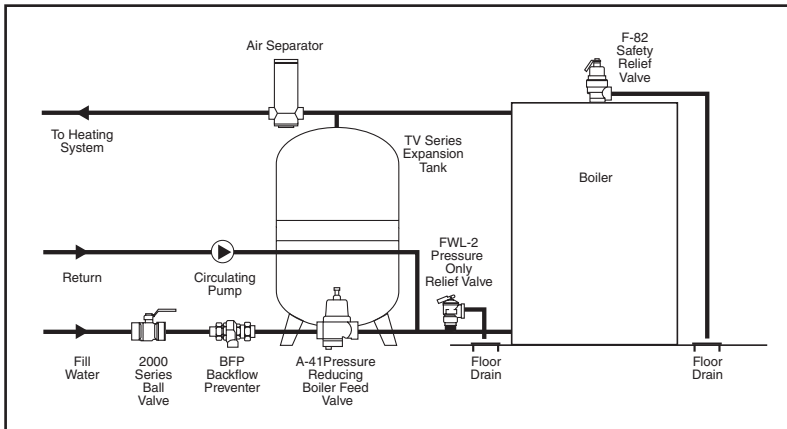 Air Separator
F-82
Safety
Relief
Valve
To Heating
System
TV Series
Expansion
Tank
Boiler
FWL-2
Pressure
Only
Relief Valve
Return
Circulating
Pump
Fill
Water
2000
Series
Ball
Valve
BFP
Backflow
Preventer
A-41Pressure
Reducing
Boiler Feed
Valve
Floor
Drain
Floor
Drain